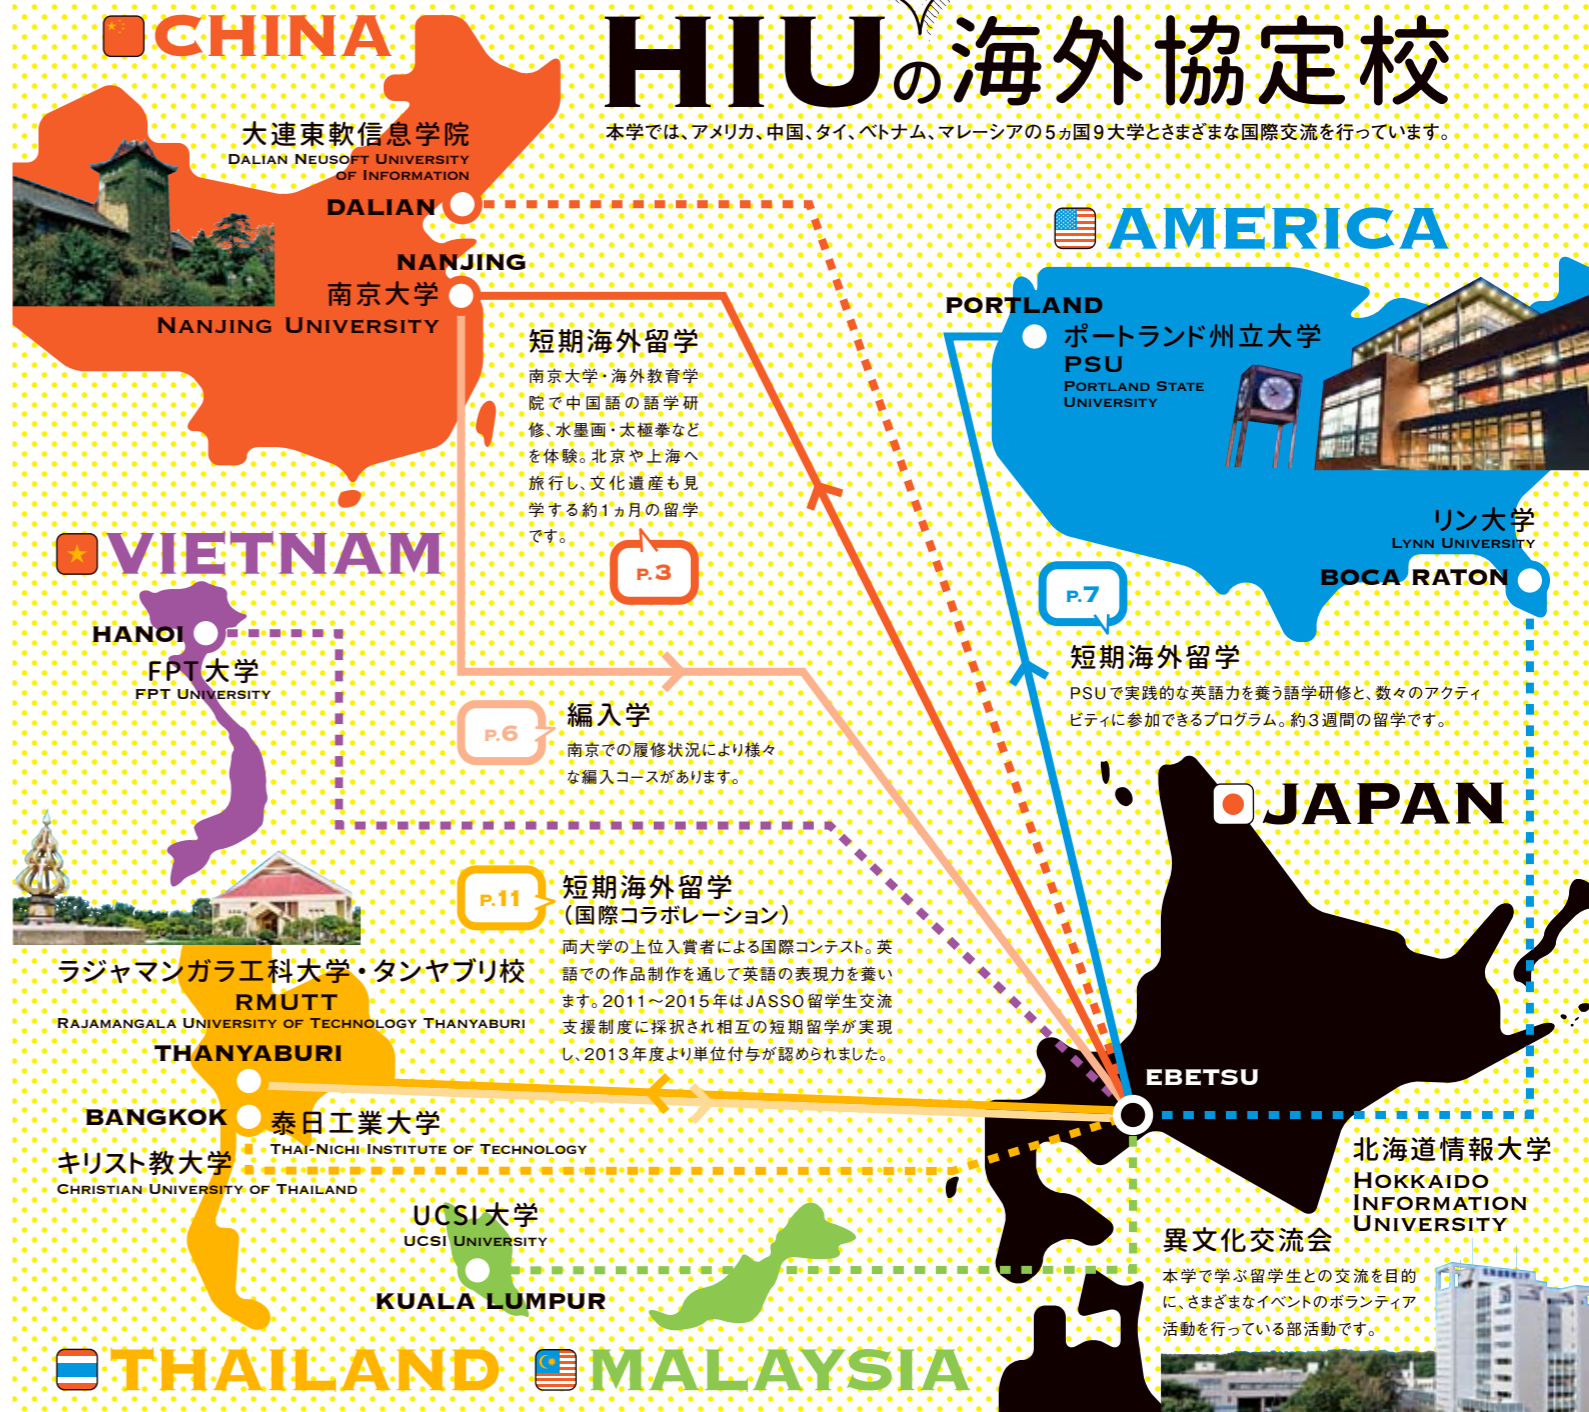 HIUの海外協定校
本学では、アメリカ、中国、タイ、ベトナム、マレーシアの5ヵ国9大学とさまざまな国際交流を行っています。
CHINA
大連東軟信息学院
DALIAN NEUSOFT UNIVERSITY
OF INFORMATION
DALIAN
NANJING
南京大学
NANJING UNIVERSITY
短期海外留学
南京大学・海外教育学
院で中国語の語学研
修、水墨画・太極拳など
を体験。北京や上海へ
旅行し、文化遺産も見
学する約1ヵ月の留学
です。
P.3
AMERICA
PORTLAND
ポートランド州立大学
PSU
PORTLAND STATE
UNIVERSITY
リン大学
LYNN UNIVERSITY
BOCA RATON
P.7
短期海外留学
PSUで実践的な英語力を養う語学研修と、数々のアクティ
ビティに参加できるプログラム。約3週間の留学です。
VIETNAM
HANOI
FPT大学
FPT UNIVERSITY
P.6
編入学
南京での履修状況により様々
な編入コースがあります。
JAPAN
P.11
短期海外留学
（国際コラボレーション）
両大学の上位入賞者による国際コンテスト。英
語での作品制作を通して英語の表現力を養い
ます。2011～2015年はJASSO留学生交流
支援制度に採択され相互の短期留学が実現
し、2013年度より単位付与が認められました。
ラジャマンガラ工科大学・タンヤブリ校
RMUTT
RAJAMANGALA UNIVERSITY OF TECHNOLOGY THANYABURI
THANYABURI
BANGKOK
泰日工業大学
THAI-NICHI INSTITUTE OF TECHNOLOGY
キリスト教大学
CHRISTIAN UNIVERSITY OF THAILAND
UCSI大学
UCSI UNIVERSITY
KUALA LUMPUR
THAILAND
MALAYSIA
EBETSU
北海道情報大学
HOKKAIDO
INFORMATION
UNIVERSITY
異文化交流会
本学で学ぶ留学生との交流を目的
に、さまざまなイベントのボランティア
活動を行っている部活動です。